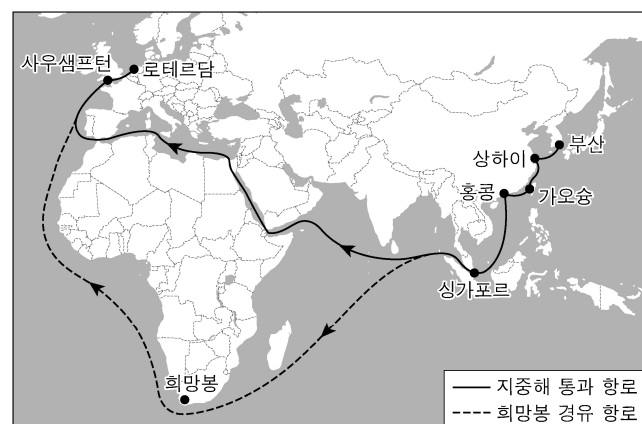 사우샘프턴
로테르담
부산
상하이
홍콩
가오슝
싱가포르
희망봉
지중해 통과 항로
희망봉 경유 항로